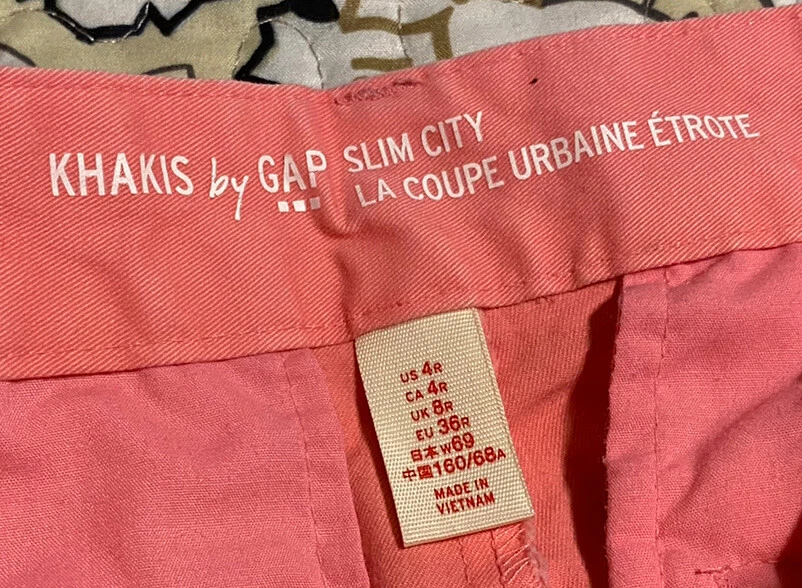 KHAKIS by GAP SLIM CITY
LA COUPE URBAINE ÉTROTE
US 4R
CA 4R
UK 8R
EU 36R
日本 W69
中国 160/68A
MADE IN
VIETNAM